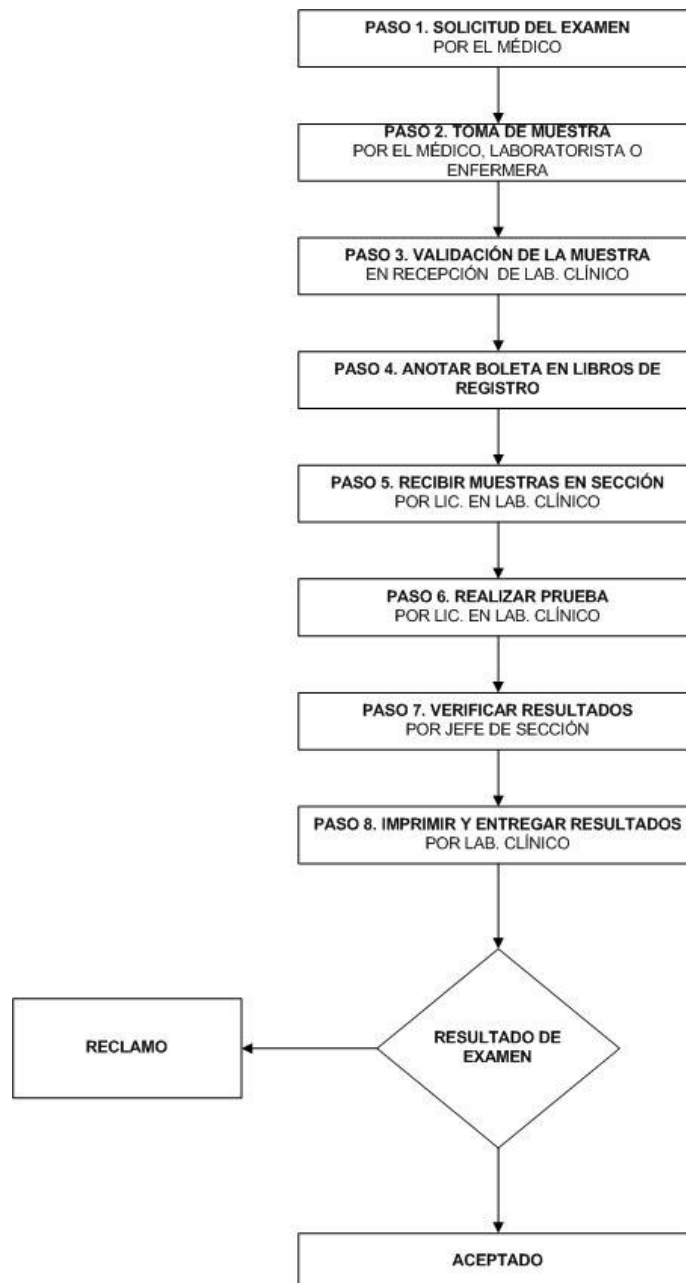 PASO 1. SOLICITUD DEL EXAMEN
POR EL MÉDICO
PASO 2. TOMA DE MUESTRA
POR EL MÉDICO, LABORATORISTA O
ENFERMERA
PASO 3. VALIDACIÓN DE LA MUESTRA
EN RECEPCIÓN DE LAB. CLÍNICO
PASO 4. ANOTAR BOLETA EN LIBROS DE
REGISTRO
PASO 5. RECIBIR MUESTRAS EN SECCIÓN
POR LIC. EN LAB. CLÍNICO
PASO 6. REALIZAR PRUEBA
POR LIC. EN LAB. CLÍNICO
PASO 7. VERIFICAR RESULTADOS
POR JEFE DE SECCIÓN
PASO 8. IMPRIMIR Y ENTREGAR RESULTADOS
POR LAB. CLÍNICO
RECLAMO
RESULTADO DE
EXAMEN
ACEPTADO